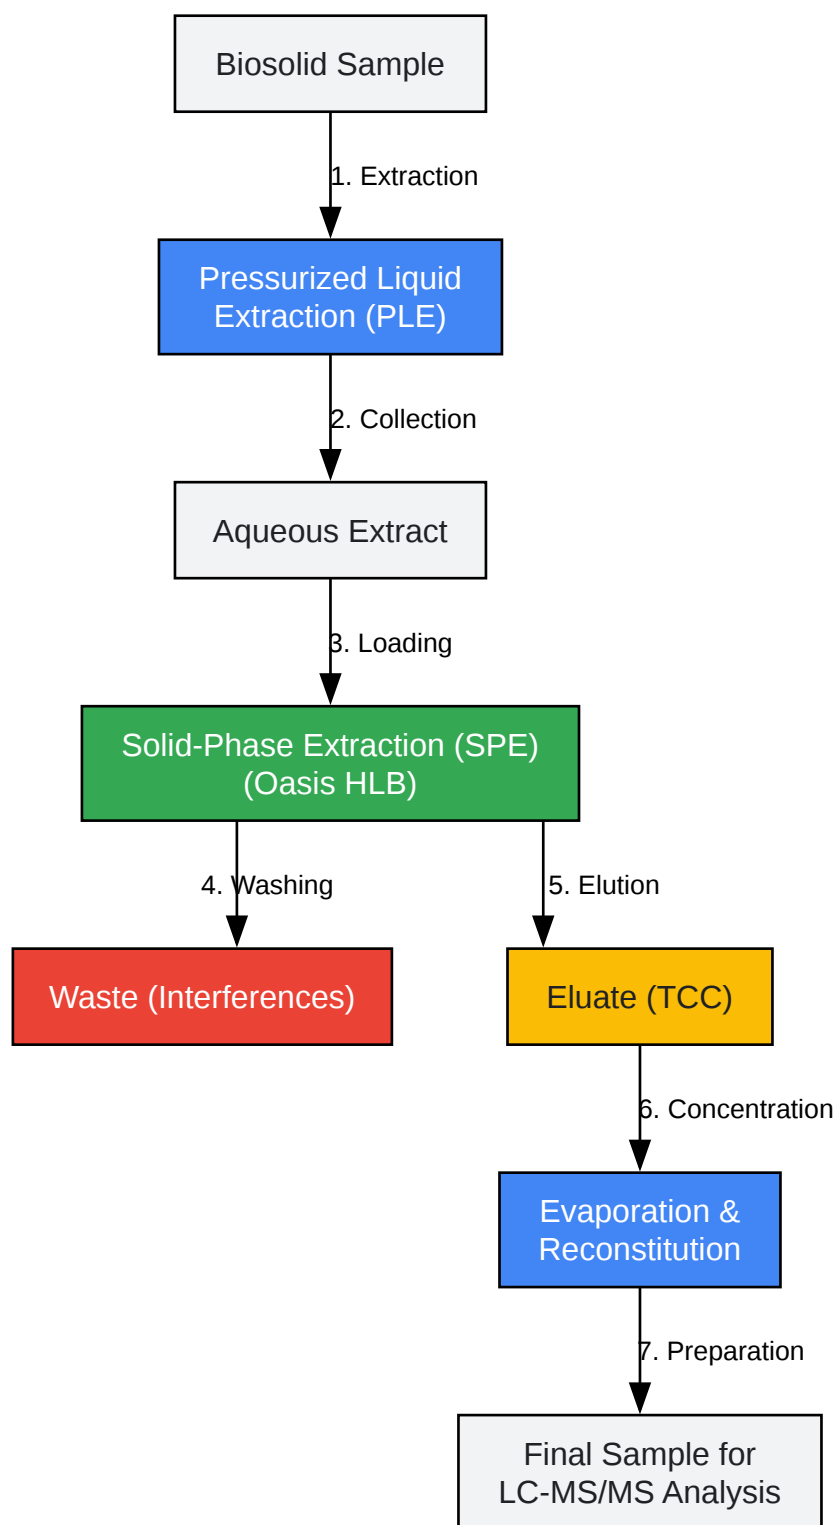 Biosolid Sample
1. Extraction
Pressurized Liquid
Extraction (PLE)
2. Collection
Aqueous Extract
3. Loading
Solid-Phase Extraction (SPE)
(Oasis HLB)
4. Washing
5. Elution
Waste (Interferences)
Eluate (TCC)
6. Concentration
Evaporation &
Reconstitution
7. Preparation
Final Sample for
LC-MS/MS Analysis